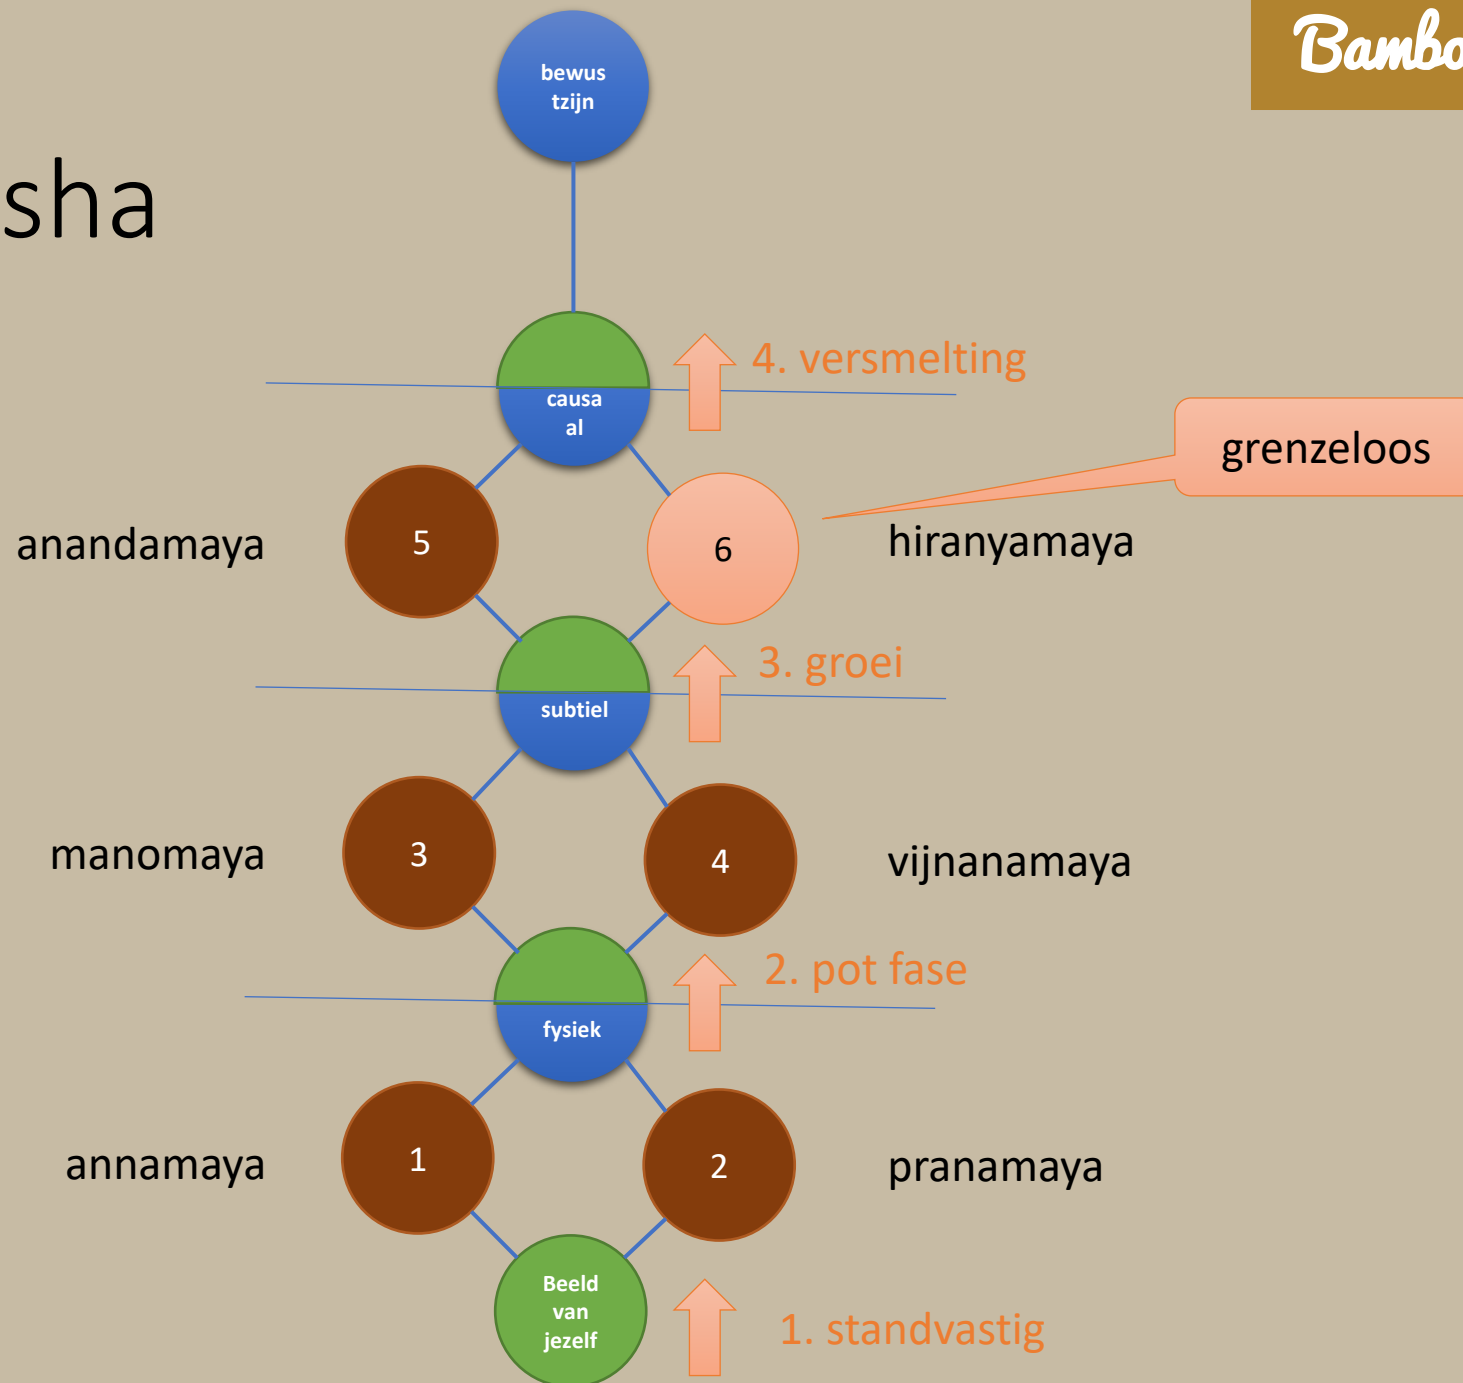 Bambo
bewus
tzijn
sha
4. versmelting
causa
al
grenzeloos
anandamaya
5
6
hiranyamaya
3. groei
subtiel
manomaya
3
4
vijnanamaya
2. pot fase
fysiek
annamaya
1
2
pranamaya
Beeld
van
jezelf
1. standvastig